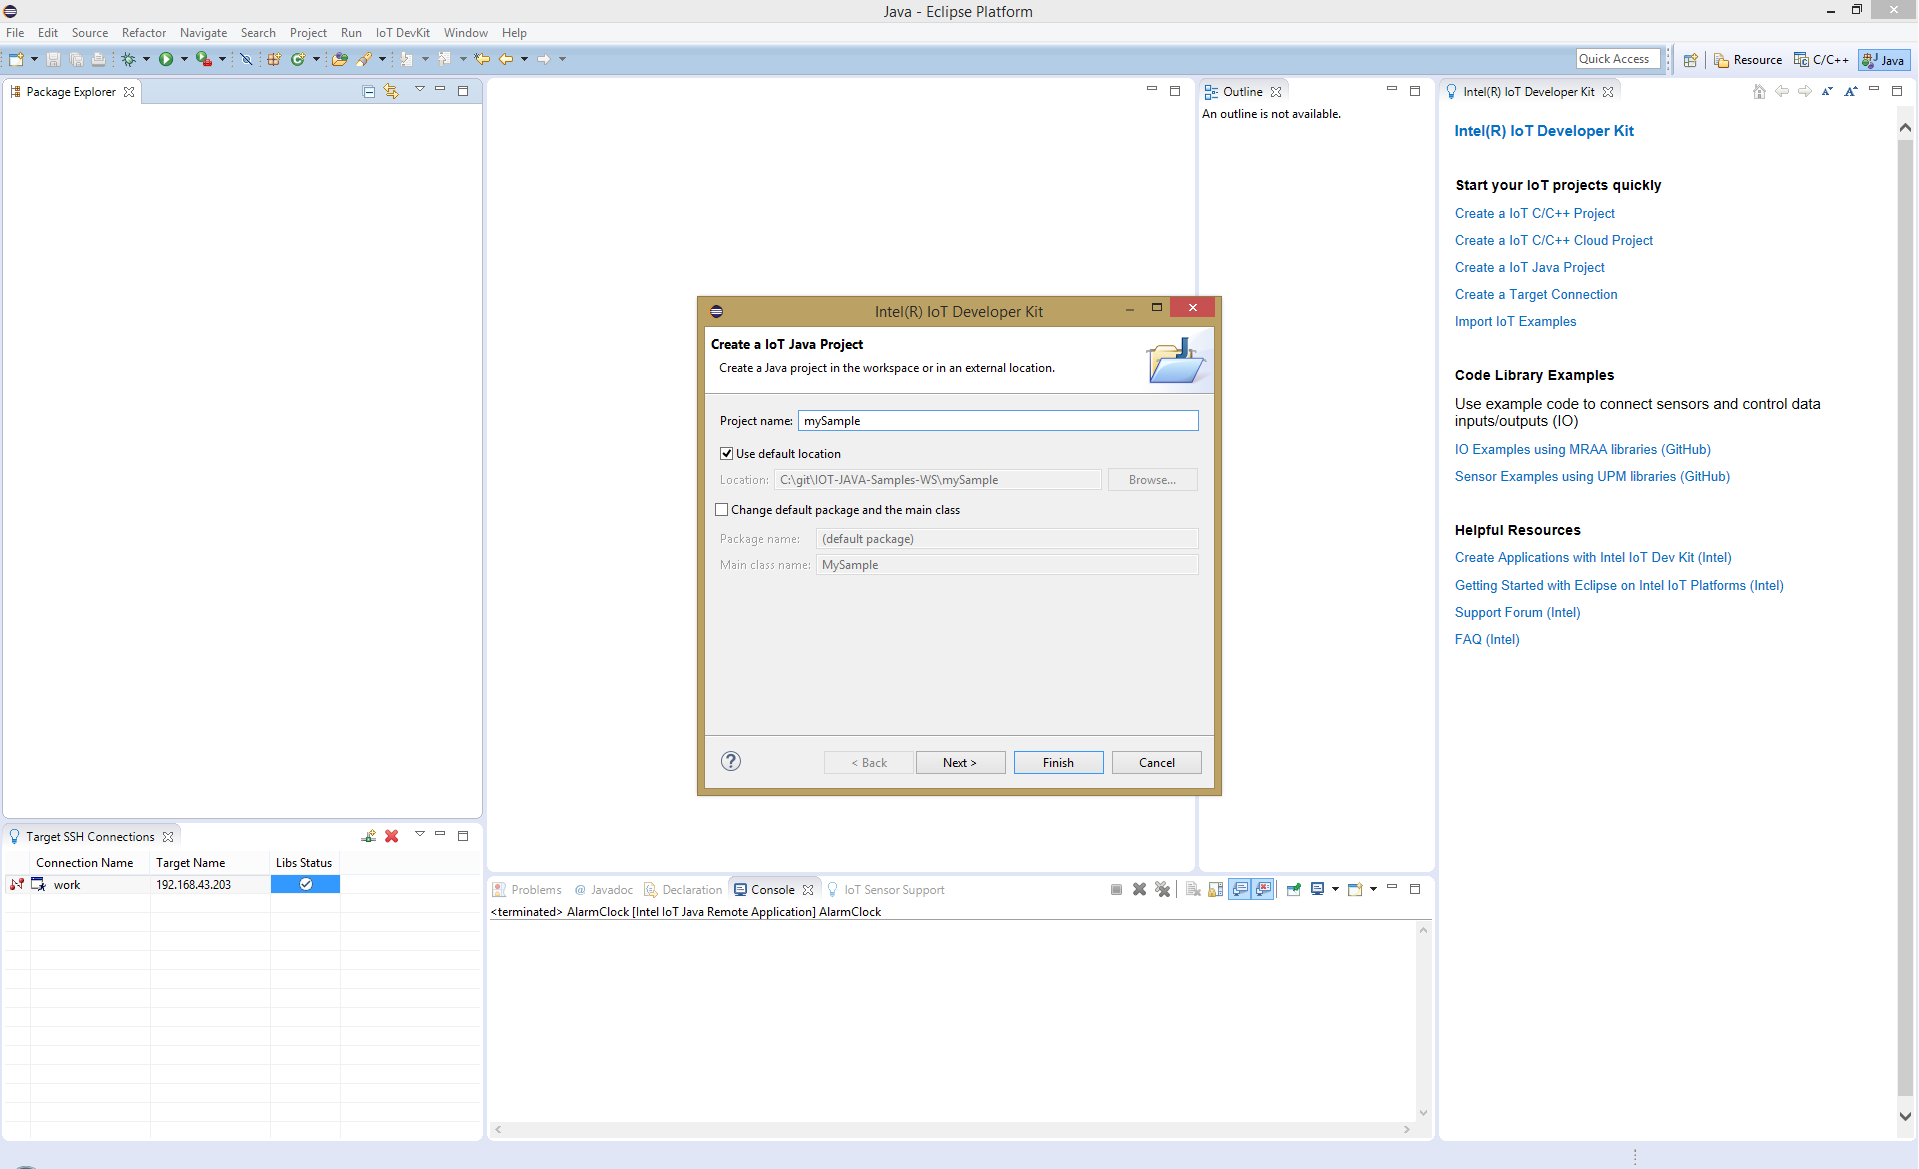 Java - Eclipse Platform
File Edit Source Refactor Navigate Search Project Run IoT DevKit Window Help
Quick Access
Resource
C/C++
Java
Package Explorer
Outline
An outline is not available.
Intel(R) IoT Developer Kit
Intel(R) IoT Developer Kit
Start your IoT projects quickly
Create a IoT C/C++ Project
Create a IoT C/C++ Cloud Project
Create a IoT Java Project
Create a Target Connection
Import IoT Examples
Code Library Examples
Use example code to connect sensors and control data
inputs/outputs (IO)
IO Examples using MRAA libraries (GitHub)
Sensor Examples using UPM libraries (GitHub)
Helpful Resources
Create Applications with Intel IoT Dev Kit (Intel)
Getting Started with Eclipse on Intel IoT Platforms (Intel)
Support Forum (Intel)
FAQ (Intel)
Intel(R) IoT Developer Kit
Create a IoT Java Project
Create a Java project in the workspace or in an external location.
Project name: mySample
Use default location
Location: C:\git\IOT-JAVA-Samples-WS\mySample Browse...
Change default package and the main class
Package name: (default package)
Main class name: MySample
< Back Next > Finish Cancel
Target SSH Connections
Connection Name Target Name Libs Status
work 192.168.43.203
Problems @ Javadoc Declaration Console IoT Sensor Support
<terminated> AlarmClock [Intel IoT Java Remote Application] AlarmClock